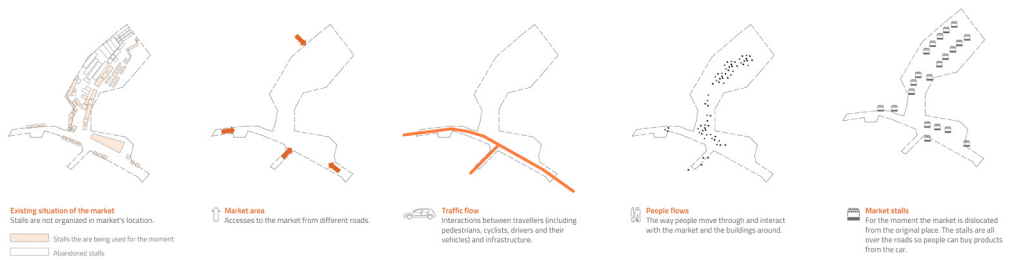 Existing situation of the market
Stalls are not organized in market's location.
Stalls the are being used for the moment
Abandoned stalls
Market area
Accesses to the market from different roads.
Traffic flow
Interactions between travellers (including
pedestrians, cyclists, drivers and their
vehicles) and infrastructure.
People flows
The way people move through and interact
with the market and the buildings around.
Market stalls
For the moment the market is dislocated
from the original place. The stalls are all
over the roads so people can buy products
from the car.